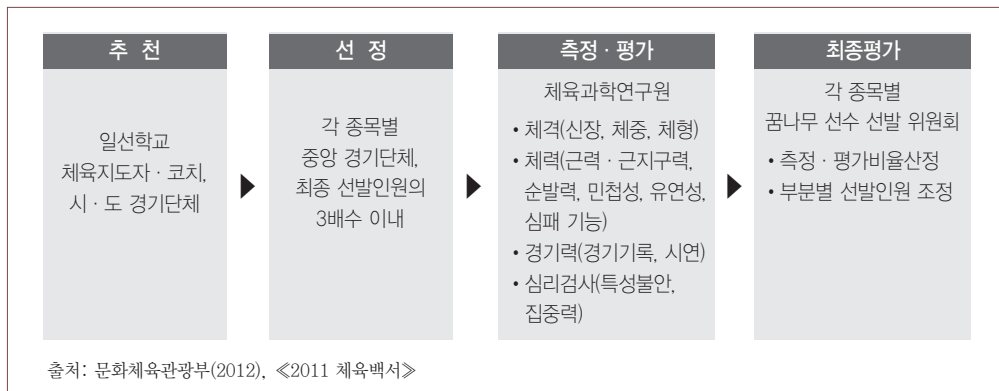 추 천
일선학교
체육지도자 · 코치,
시 · 도 경기단체
선 정
각 종목별
중앙 경기단체,
최종 선발인원의
3배수 이내
측정 · 평가
체육과학연구원
• 체격(신장, 체중, 체형)
• 체력(근력 · 근지구력,
순발력, 민첩성, 유연성,
심패 기능)
• 경기력(경기기록, 시연)
• 심리검사(특성불안,
집중력)
최종평가
각 종목별
꿈나무 선수 선발 위원회
• 측정 · 평가비율산정
• 부분별 선발인원 조정
출처: 문화체육관광부(2012), ≪2011 체육백서≫